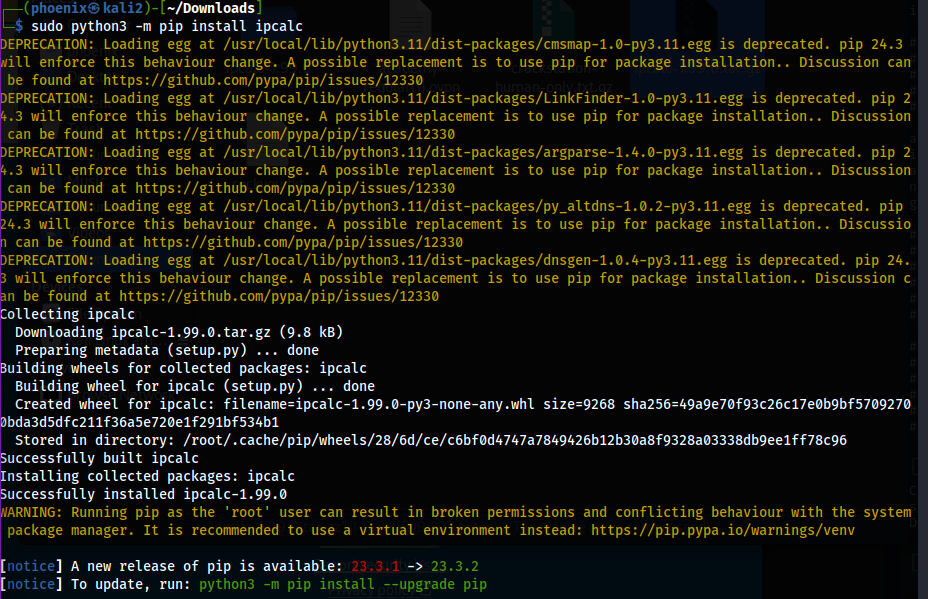 (phoenix㉿kali2)-[~/Downloads]
$ sudo python3 -m pip install ipcalc
DEPRECATION: Loading egg at /usr/local/lib/python3.11/dist-packages/cmsmap-1.0-py3.11.egg is deprecated. pip 24.3
will enforce this behaviour change. A possible replacement is to use pip for package installation.. Discussion can
be found at https://github.com/pypa/pip/issues/12330
DEPRECATION: Loading egg at /usr/local/lib/python3.11/dist-packages/LinkFinder-1.0-py3.11.egg is deprecated. pip 2
4.3 will enforce this behaviour change. A possible replacement is to use pip for package installation.. Discussion
can be found at https://github.com/pypa/pip/issues/12330
DEPRECATION: Loading egg at /usr/local/lib/python3.11/dist-packages/argparse-1.4.0-py3.11.egg is deprecated. pip 2
4.3 will enforce this behaviour change. A possible replacement is to use pip for package installation.. Discussion
can be found at https://github.com/pypa/pip/issues/12330
DEPRECATION: Loading egg at /usr/local/lib/python3.11/dist-packages/py_altdns-1.0.2-py3.11.egg is deprecated. pip
24.3 will enforce this behaviour change. A possible replacement is to use pip for package installation.. Discussio
n can be found at https://github.com/pypa/pip/issues/12330
DEPRECATION: Loading egg at /usr/local/lib/python3.11/dist-packages/dnsgen-1.0.4-py3.11.egg is deprecated. pip 24.
3 will enforce this behaviour change. A possible replacement is to use pip for package installation.. Discussion c
an be found at https://github.com/pypa/pip/issues/12330
Collecting ipcalc
Downloading ipcalc-1.99.0.tar.gz (9.8 kB)
Preparing metadata (setup.py) ... done
Building wheels for collected packages: ipcalc
Building wheel for ipcalc (setup.py) ... done
Created wheel for ipcalc: filename=ipcalc-1.99.0-py3-none-any.whl size=9268 sha256=49a9e70f93c26c17e0b9bf5709270
0bda3d5dfc211f36a5e720e1f291bf534b1
Stored in directory: /root/.cache/pip/wheels/28/6d/ce/c6bf0d4747a7849426b12b30a8f9328a03338db9ee1ff78c96
Successfully built ipcalc
Installing collected packages: ipcalc
Successfully installed ipcalc-1.99.0
WARNING: Running pip as the 'root' user can result in broken permissions and conflicting behaviour with the system
package manager. It is recommended to use a virtual environment instead: https://pip.pypa.io/warnings/venv
[notice] A new release of pip is available: 23.3.1 -> 23.3.2
[notice] To update, run: python3 -m pip install --upgrade pip